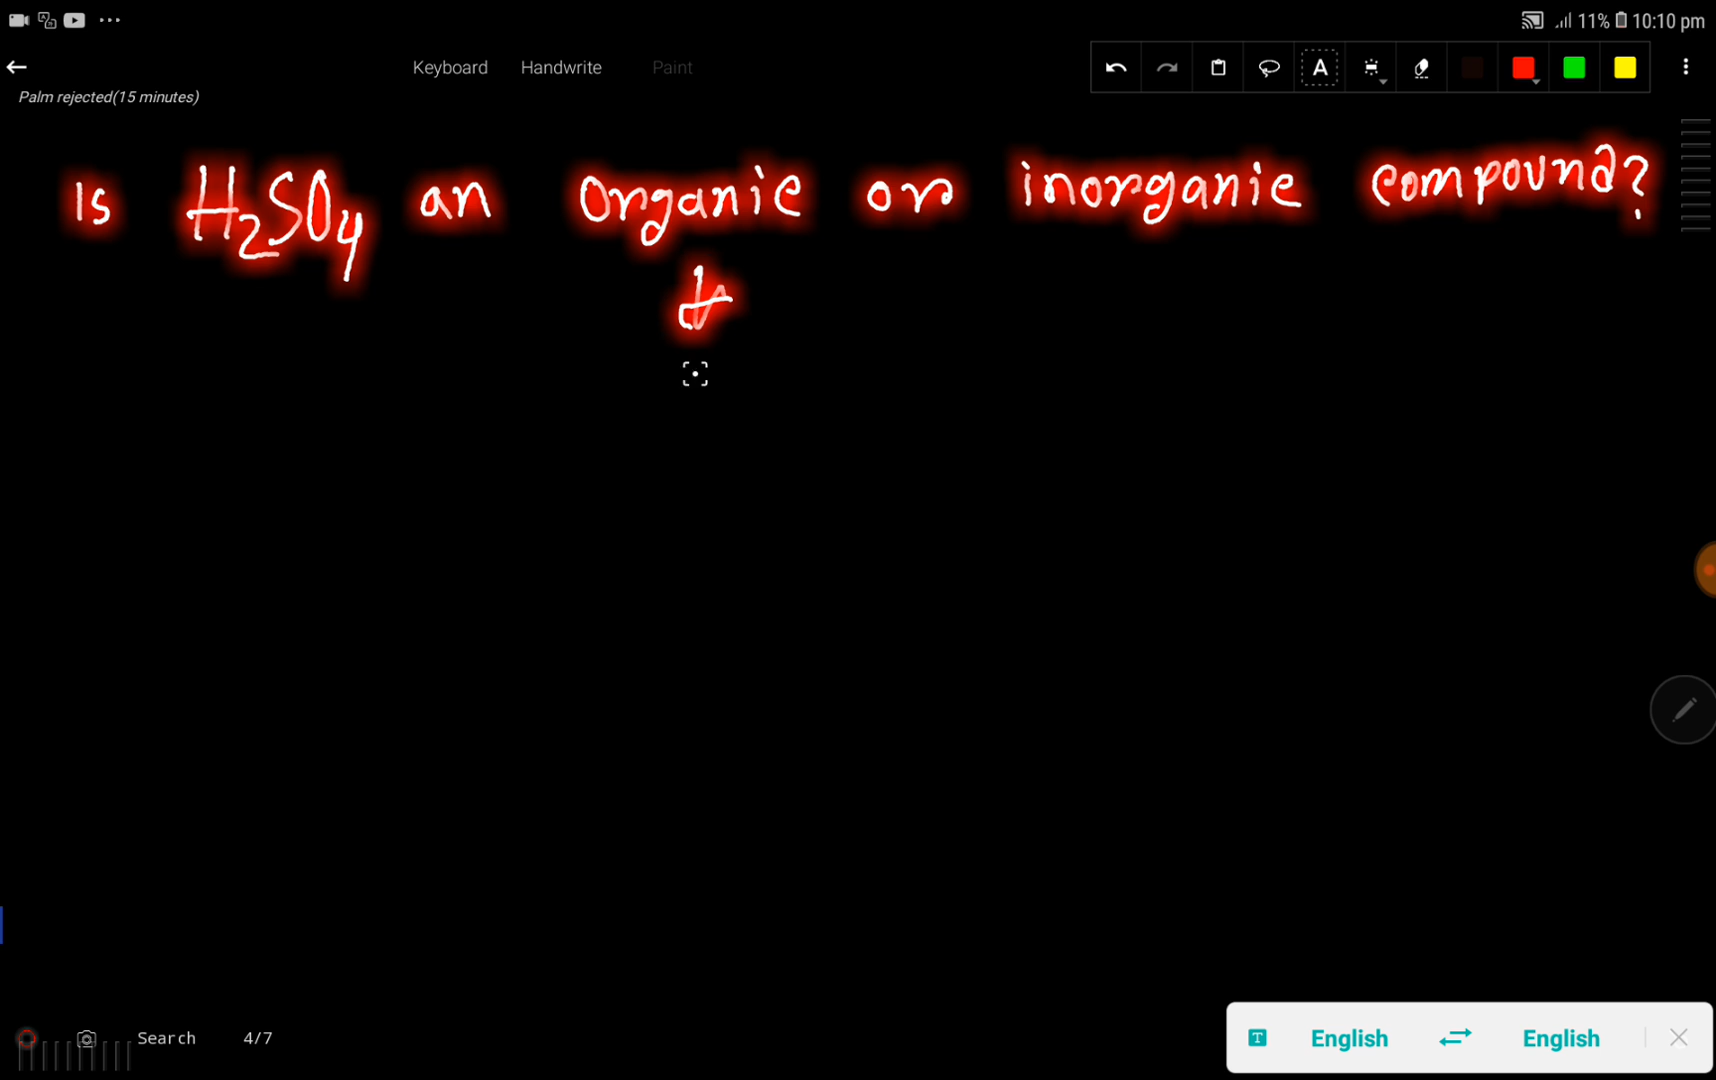 11% 10:10 pm
Keyboard Handwrite Paint A
Palm rejected(15 minutes)
Is H₂SO₄ an Organic or inorganic compound?
Search 4/7
T English English